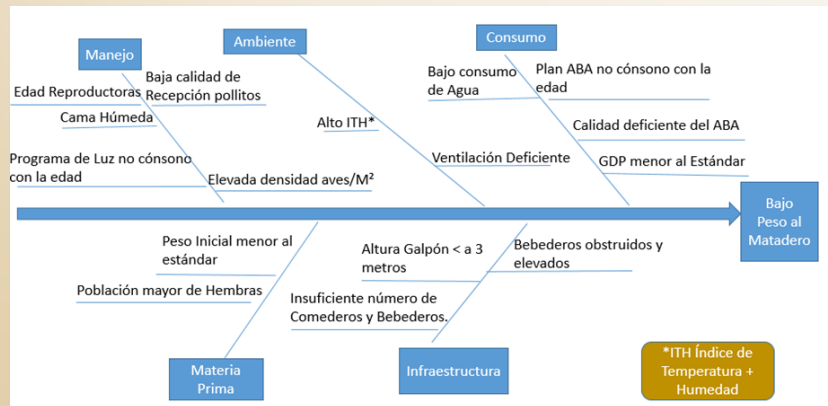 Manejo
Ambiente
Consumo
Edad Reproductoras
Baja calidad de
Recepción pollitos
Cama Húmeda
Programa de Luz no cónsono
con la edad
Elevada densidad aves/M²
Alto ITH*
Ventilación Deficiente
Bajo consumo
de Agua
Plan ABA no cónsono con la
edad
Calidad deficiente del ABA
GDP menor al Estándar
Bajo
Peso al
Matadero
Peso Inicial menor al
estándar
Población mayor de Hembras
Altura Galpón < a 3
metros
Insuficiente número de
Comederos y Bebederos.
Bebederos obstruidos y
elevados
Materia
Prima
Infraestructura
*ITH Índice de
Temperatura +
Humedad